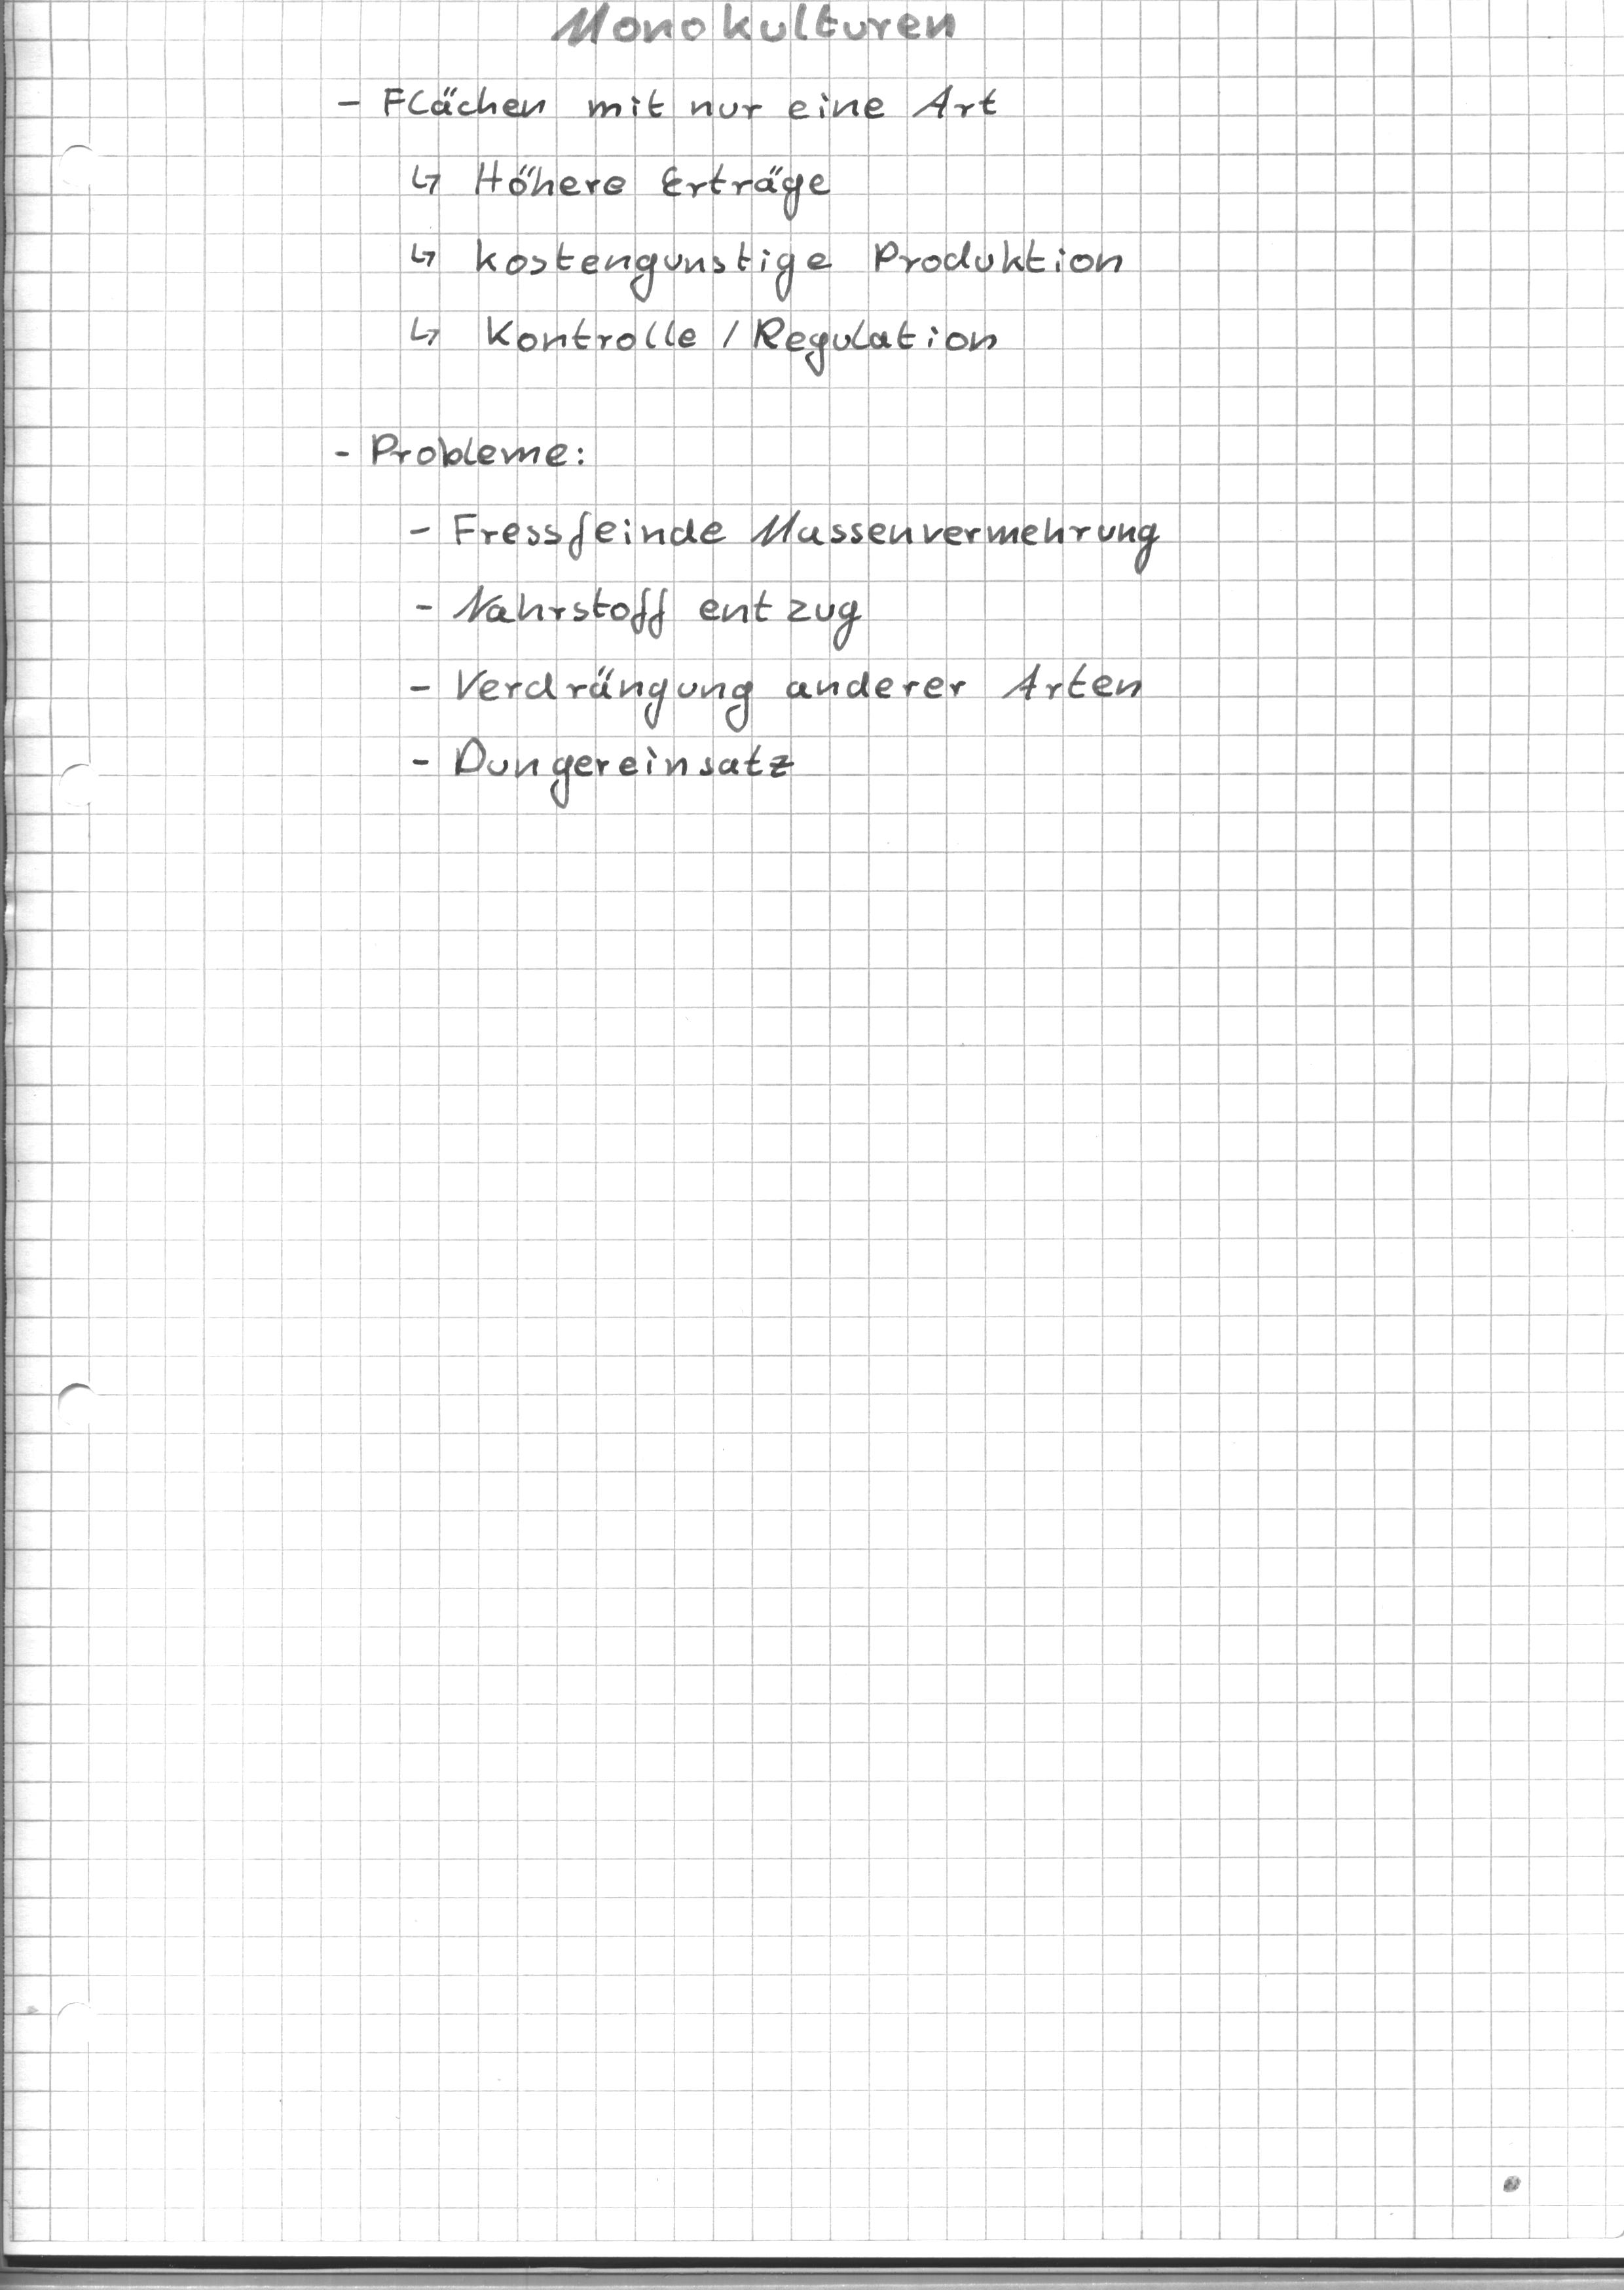 Monokulturen
- Flächen mit nur eine Art
↳ Höhere Erträge
↳ kostengunstige Produktion
↳ Kontrolle / Regulation
- Probleme:
- Fressfeinde Massenvermehrung
- Nahrstoff entzug
- Verdrängung anderer Arten
- Dungereinsatz